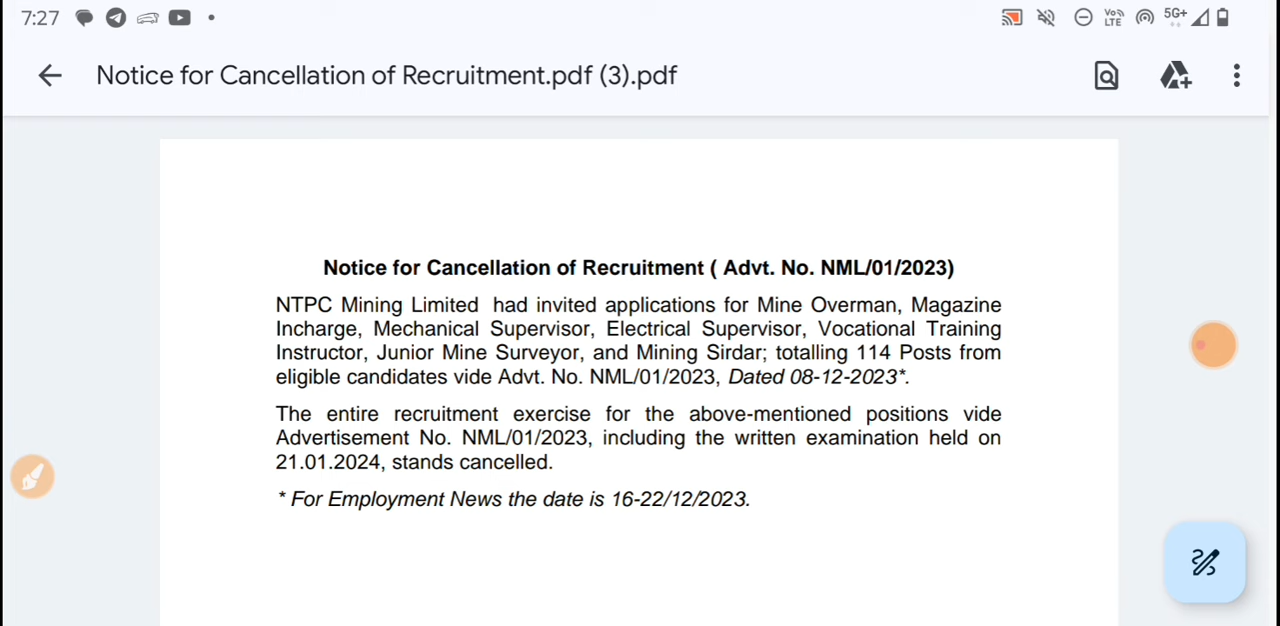 7:27
Vo LTE 5G+
Notice for Cancellation of Recruitment.pdf (3).pdf
Notice for Cancellation of Recruitment ( Advt. No. NML/01/2023)
NTPC Mining Limited had invited applications for Mine Overman, Magazine
Incharge, Mechanical Supervisor, Electrical Supervisor, Vocational Training
Instructor, Junior Mine Surveyor, and Mining Sirdar; totalling 114 Posts from
eligible candidates vide Advt. No. NML/01/2023, Dated 08-12-2023*.
The entire recruitment exercise for the above-mentioned positions vide
Advertisement No. NML/01/2023, including the written examination held on
21.01.2024, stands cancelled.
* For Employment News the date is 16-22/12/2023.